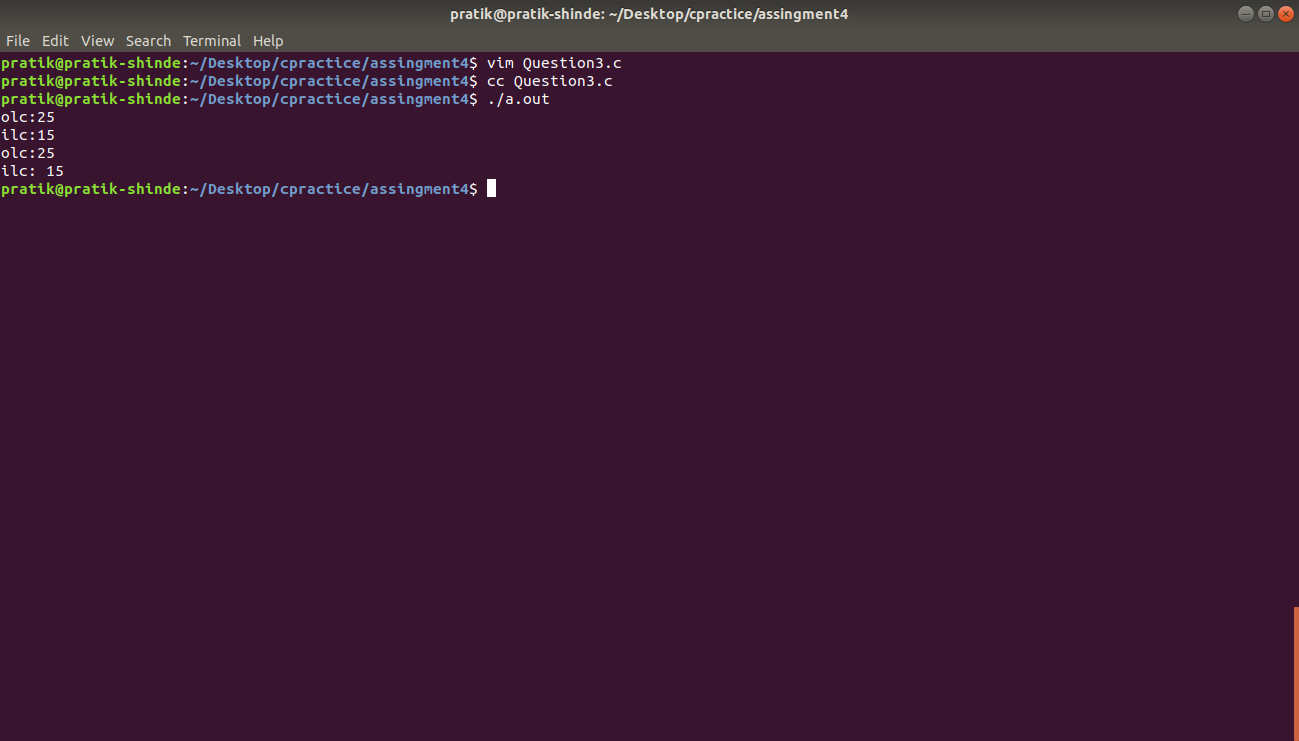 pratik@pratik-shinde: ~/Desktop/cpractice/assingment4
File Edit View Search Terminal Help
pratik@pratik-shinde:~/Desktop/cpractice/assingment4$ vim Question3.c
pratik@pratik-shinde:~/Desktop/cpractice/assingment4$ cc Question3.c
pratik@pratik-shinde:~/Desktop/cpractice/assingment4$ ./a.out
olc:25
ilc:15
olc:25
ilc: 15
pratik@pratik-shinde:~/Desktop/cpractice/assingment4$